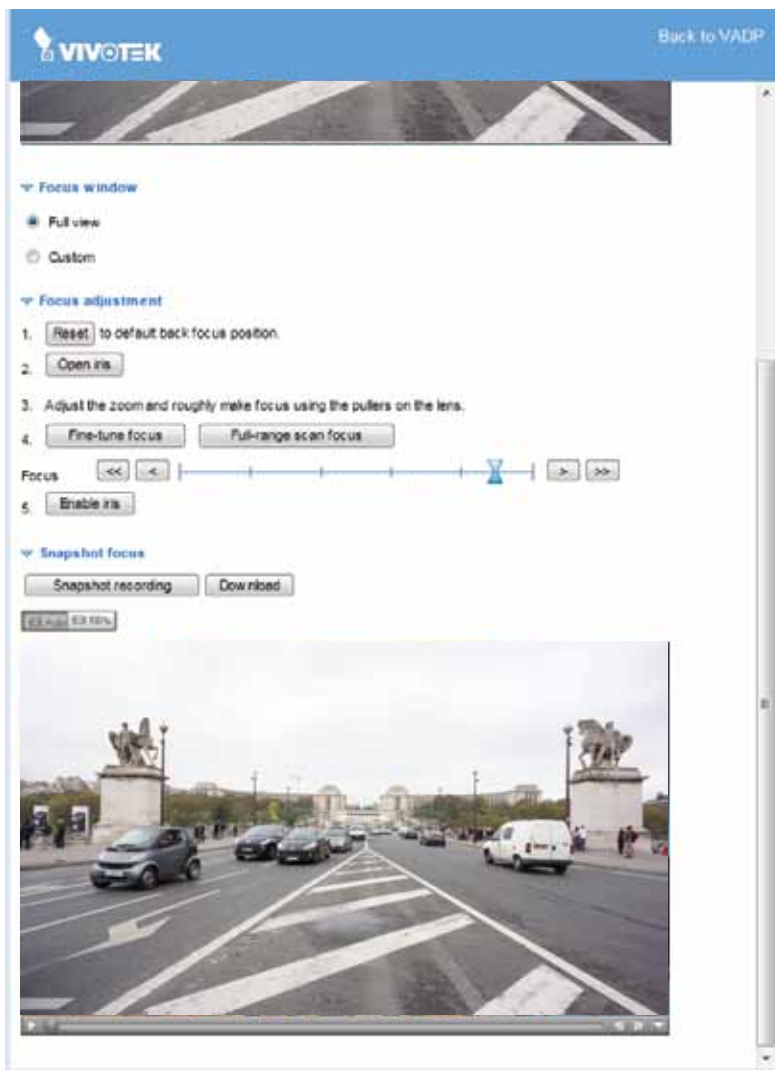 VIVOTEK
Back to VADP
Focus window
Full view
Custom
Focus adjustment
1. Reset to default back focus position.
2. Open iris
3. Adjust the zoom and roughly make focus using the pullers on the lens.
4. Fine-tune focus Full-range scan focus
Focus << < > >>
5. Enable iris
Snapshot focus
Snapshot recording Download